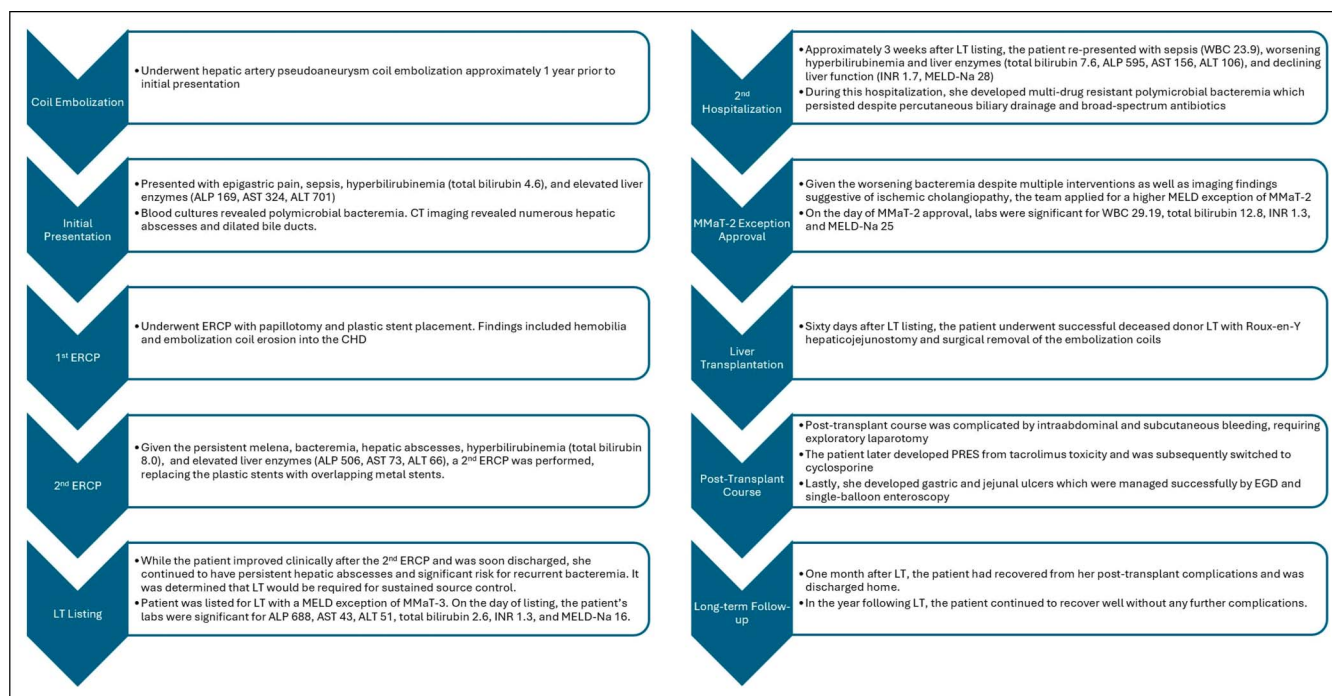 Coil Embolization
•Underwent hepatic artery pseudoaneurysm coil embolization approximately 1 year prior to
initial presentation
Initial
Presentation
•Presented with epigastric pain, sepsis, hyperbilirubinemia (total bilirubin 4.6), and elevated liver
enzymes (ALP 169, AST 324, ALT 701)
•Blood cultures revealed polymicrobial bacteremia. CT imaging revealed numerous hepatic
abscesses and dilated bile ducts.
1st ERCP
•Underwent ERCP with papillotomy and plastic stent placement. Findings included hemobilia
and embolization coil erosion into the CHD
2nd ERCP
•Given the persistent melena, bacteremia, hepatic abscesses, hyperbilirubinemia (total bilirubin
8.0), and elevated liver enzymes (ALP 506, AST 73, ALT 66), a 2nd ERCP was performed,
replacing the plastic stents with overlapping metal stents.
LT Listing
•While the patient improved clinically after the 2nd ERCP and was soon discharged, she
continued to have persistent hepatic abscesses and significant risk for recurrent bacteremia. It
was determined that LT would be required for sustained source control.
•Patient was listed for LT with a MELD exception of MMaT-3. On the day of listing, the patient's
labs were significant for ALP 688, AST 43, ALT 51, total bilirubin 2.6, INR 1.3, and MELD-Na 16.
2nd
Hospitalization
•Approximately 3 weeks after LT listing, the patient re-presented with sepsis (WBC 23.9), worsening
hyperbilirubinemia and liver enzymes (total bilirubin 7.6, ALP 595, AST 156, ALT 106), and declining
liver function (INR 1.7, MELD-Na 28)
•During this hospitalization, she developed multi-drug resistant polymicrobial bacteremia which
persisted despite percutaneous biliary drainage and broad-spectrum antibiotics
MMaT-2 Exception
Approval
•Given the worsening bacteremia despite multiple interventions as well as imaging findings
suggestive of ischemic cholangiopathy, the team applied for a higher MELD exception of MMaT-2
•On the day of MMaT-2 approval, labs were significant for WBC 29.19, total bilirubin 12.8, INR 1.3,
and MELD-Na 25
Liver
Transplantation
•Sixty days after LT listing, the patient underwent successful deceased donor LT with Roux-en-Y
hepaticojejunostomy and surgical removal of the embolization coils
Post-Transplant
Course
•Post-transplant course was complicated by intraabdominal and subcutaneous bleeding, requiring
exploratory laparotomy
•The patient later developed PRES from tacrolimus toxicity and was subsequently switched to
cyclosporine
•Lastly, she developed gastric and jejunal ulcers which were managed successfully by EGD and
single-balloon enteroscopy
Long-term Follow-
up
•One month after LT, the patient had recovered from her post-transplant complications and was
discharged home.
•In the year following LT, the patient continued to recover well without any further complications.